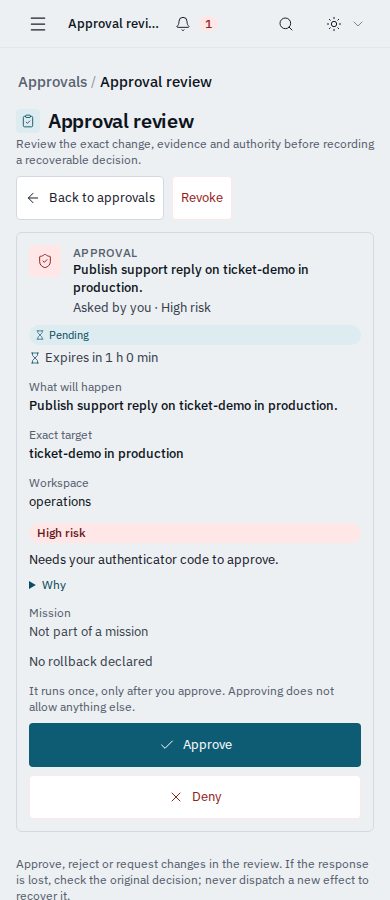 Approval revi...
1
Approvals / Approval review
Approval review
Review the exact change, evidence and authority before recording
a recoverable decision.
Back to approvals
Revoke
APPROVAL
Publish support reply on ticket-demo in
production.
Asked by you · High risk
Pending
Expires in 1 h 0 min
What will happen
Publish support reply on ticket-demo in production.
Exact target
ticket-demo in production
Workspace
operations
High risk
Needs your authenticator code to approve.
Why
Mission
Not part of a mission
No rollback declared
It runs once, only after you approve. Approving does not
allow anything else.
Approve
Deny
Approve, reject or request changes in the review. If the response
is lost, check the original decision; never dispatch a new effect to
recover it.